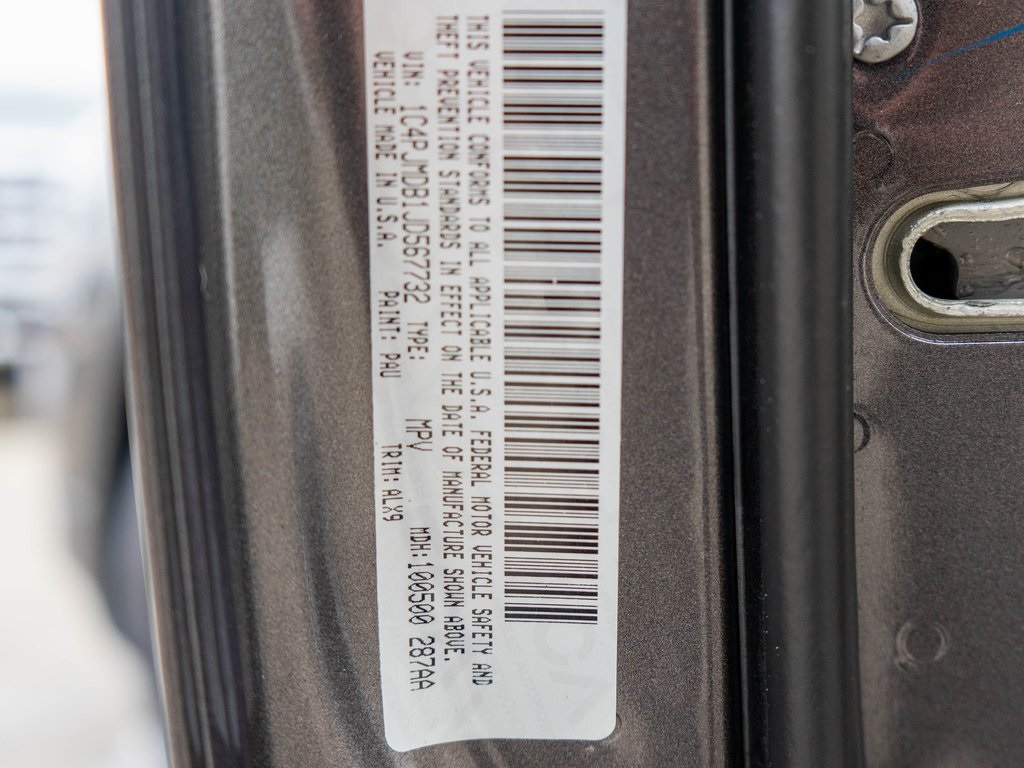 THIS VEHICLE CONFORMS TO ALL APPLICABLE U.S.A. FEDERAL MOTOR VEHICLE SAFETY AND
THEFT PREVENTION STANDARDS IN EFFECT ON THE DATE OF MANUFACTURE SHOWN ABOVE.
VIN: 1C4PJMDB1JD567732 TYPE: MPV MDH:100500 287AA
VEHICLE MADE IN U.S.A. PAINT: PAU TRIM:ALX9